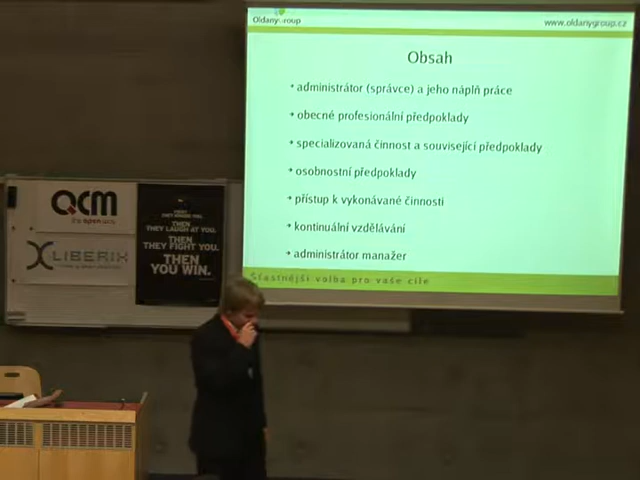 Oldanygroup
www.oldanygroup.cz
Obsah
• administrátor (správce) a jeho náplň práce
• obecné profesionální předpoklady
• specializovaná činnost a související předpoklady
• osobnostní předpoklady
• přístup k vykonávané činnosti
• kontinuální vzdělávání
• administrátor manažer
Šťastnější volba pro vaše cíle
QCM
LIBERIX
THEN
THEY LAUGH AT YOU.
THEN
THEY FIGHT YOU.
THEN
YOU WIN.